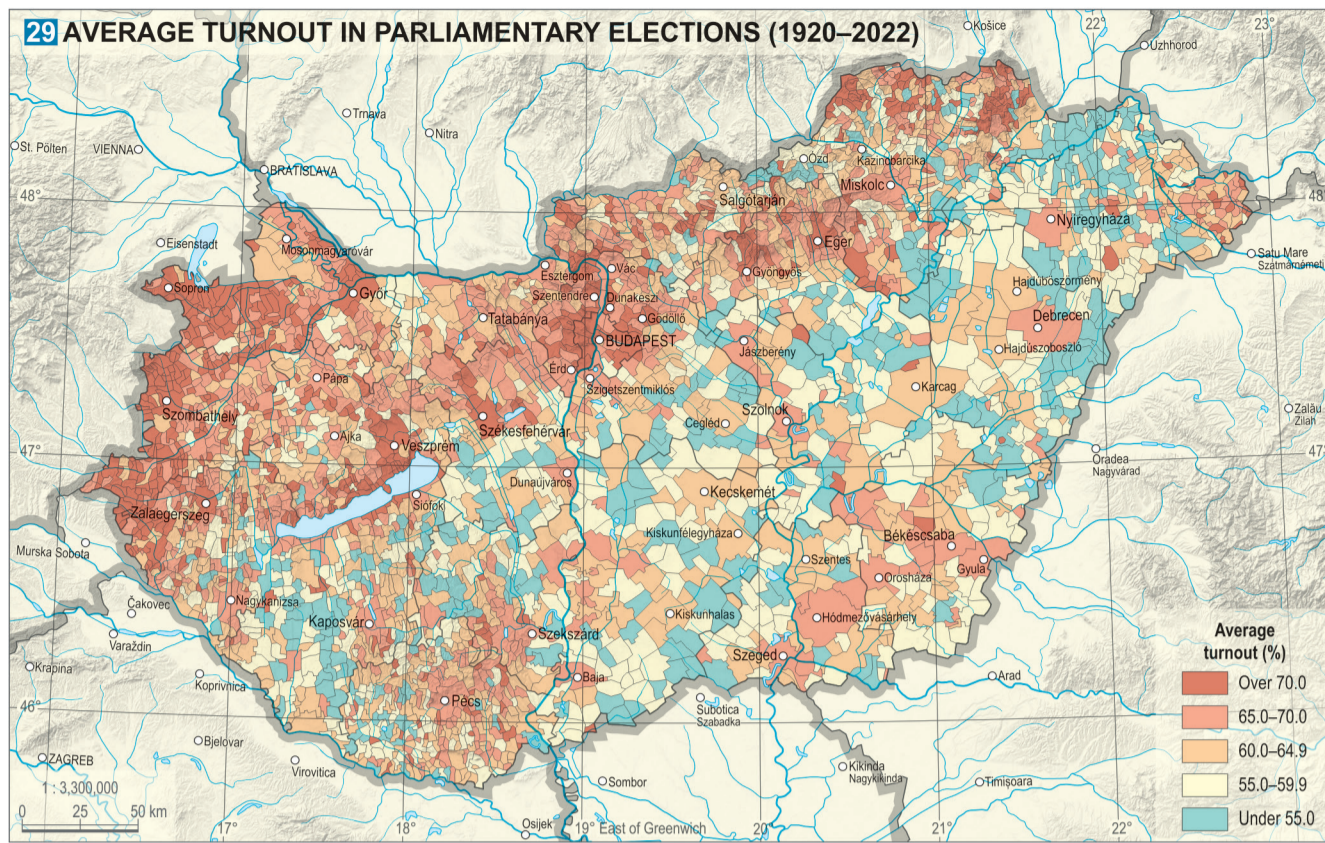 29 AVERAGE TURNOUT IN PARLIAMENTARY ELECTIONS (1920–2022)
Košice
22°
23°
Uzhhorod
Trnava
Nitra
St. Pölten
VIENNA
BRATISLAVA
Ózd
Kazincbarcika
Miskolc
Salgótarján
48°
48°
Nyíregyháza
Eisenstadt
Mosonmagyaróvár
Eger
Satu Mare
Szatmárnémeti
Sopron
Győr
Esztergom
Vác
Gyöngyös
Szentendre
Dunakeszi
Hajdúböszörmény
Tatabánya
Gödöllő
Debrecen
BUDAPEST
Jászberény
Hajdúszoboszló
Érd
Pápa
Szigetszentmiklós
Karcag
Szombathely
Székesfehérvár
Cegléd
Szolnok
Zalău
Zilah
Ajka
Veszprém
47°
47°
Oradea
Nagyvárad
Dunaújváros
Kecskemét
Zalaegerszeg
Siófok
Kiskunfélegyháza
Békéscsaba
Murska Sobota
Szentes
Gyula
Orosháza
Nagykanizsa
Čakovec
Kaposvár
Kiskunhalas
Hódmezővásárhely
Varaždin
Szekszárd
Szeged
Krapina
Koprivnica
Baja
Arad
Pécs
Subotica
Szabadka
46°
46°
Bjelovar
ZAGREB
Virovitica
Sombor
Kikinda
Nagykikinda
Timișoara
1 : 3,300,000
0 25 50 km
17°
18°
19° East of Greenwich
20°
21°
22°
Osijek
Average
turnout (%)
Over 70.0
65.0–70.0
60.0–64.9
55.0–59.9
Under 55.0